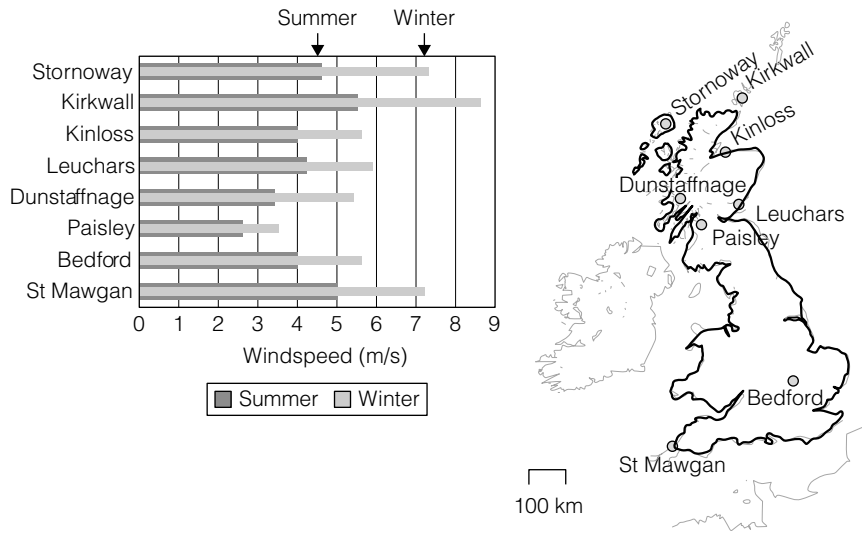 Summer Winter
Stornoway
Kirkwall
Kinloss
Leuchars
Dunstaffnage
Paisley
Bedford
St Mawgan
0 1 2 3 4 5 6 7 8 9
Windspeed (m/s)
Summer Winter
Stornoway
Kirkwall
Kinloss
Dunstaffnage
Leuchars
Paisley
Bedford
St Mawgan
100 km